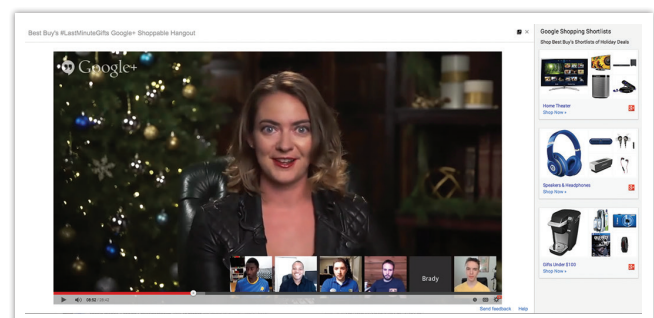 Best Buy's #LastMinuteGifts Google+ Shoppable Hangout
Google+
Brady
Send feedback Help
Google Shopping Shortlists
Shop Best Buy's Shortlists of Holiday Deals
Home Theater
Shop Now »
Speakers & Headphones
Shop Now »
Gifts Under $100
Shop Now »